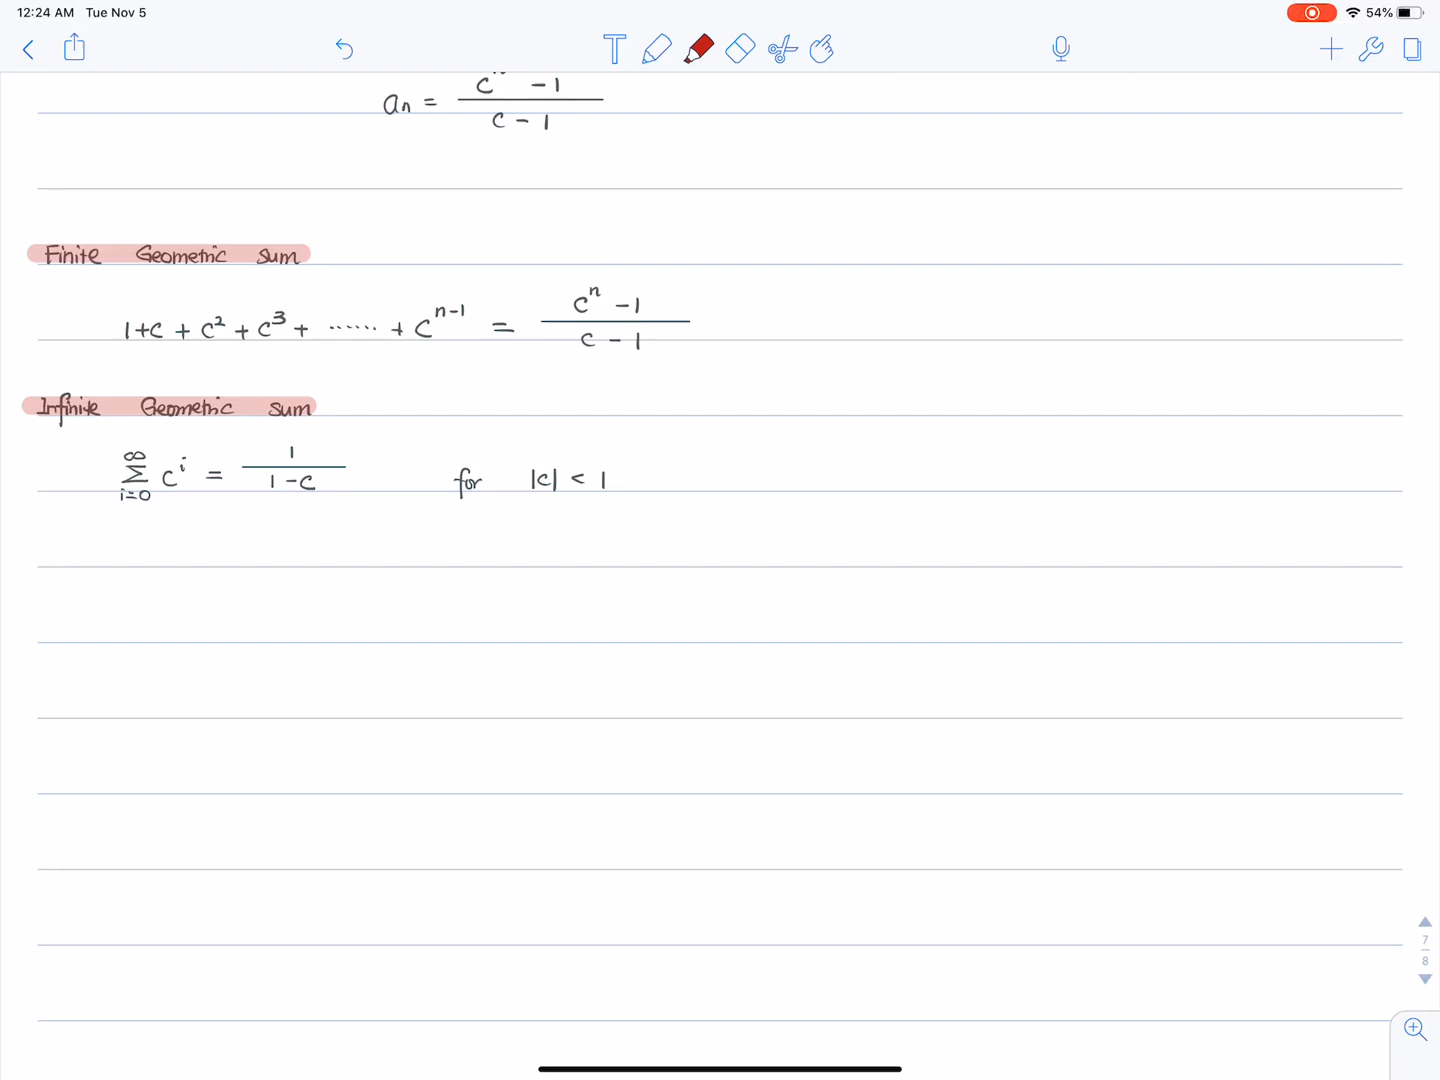 12:24 AM Tue Nov 5 54%
T
aₙ = (cⁿ - 1)/(c - 1)
Finite Geometric Sum
1 + c + c² + c³ + ...... + cⁿ⁻¹ = (cⁿ - 1)/(c - 1)
Infinite Geometric Sum
∑_{i=0}^{∞} cⁱ = 1/(1 - c) for |c| < 1
7
8